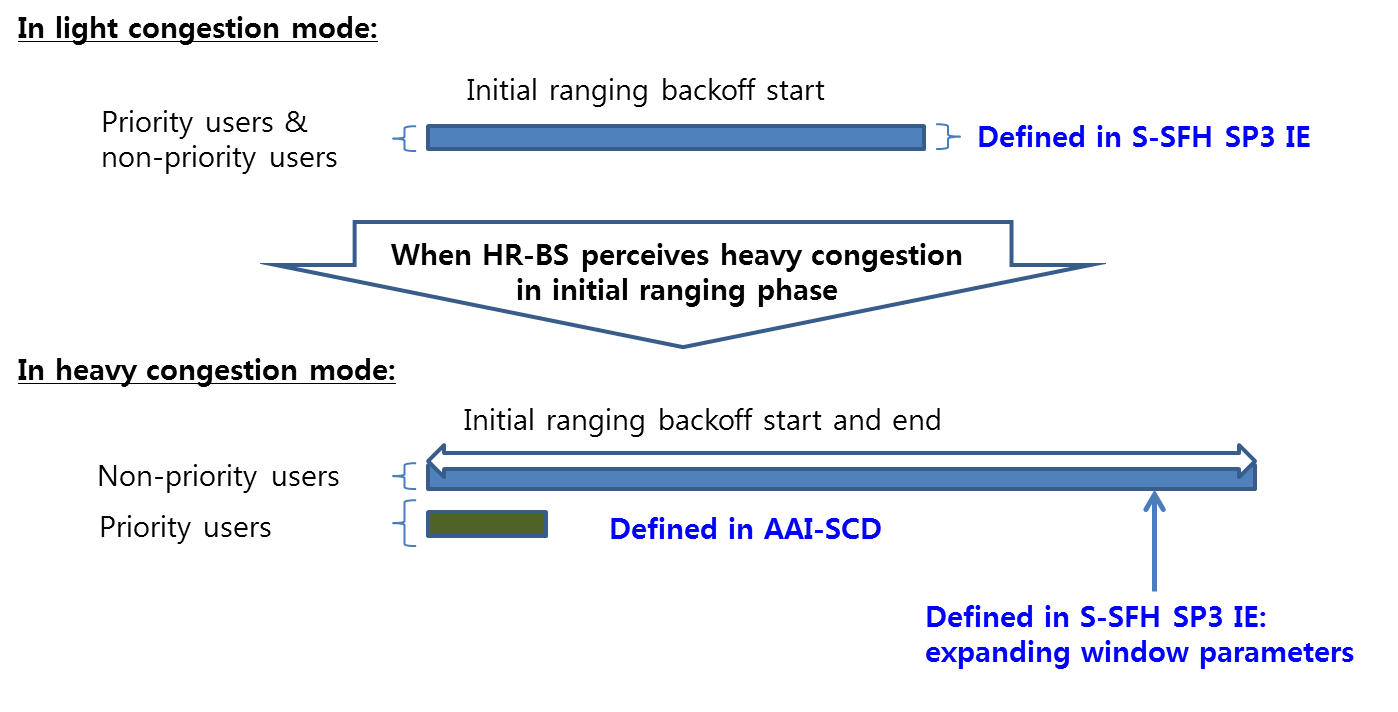 In light congestion mode:
Initial ranging backoff start
Priority users &
non-priority users
Defined in S-SFH SP3 IE
When HR-BS perceives heavy congestion
in initial ranging phase
In heavy congestion mode:
Initial ranging backoff start and end
Non-priority users
Priority users
Defined in AAI-SCD
Defined in S-SFH SP3 IE:
expanding window parameters